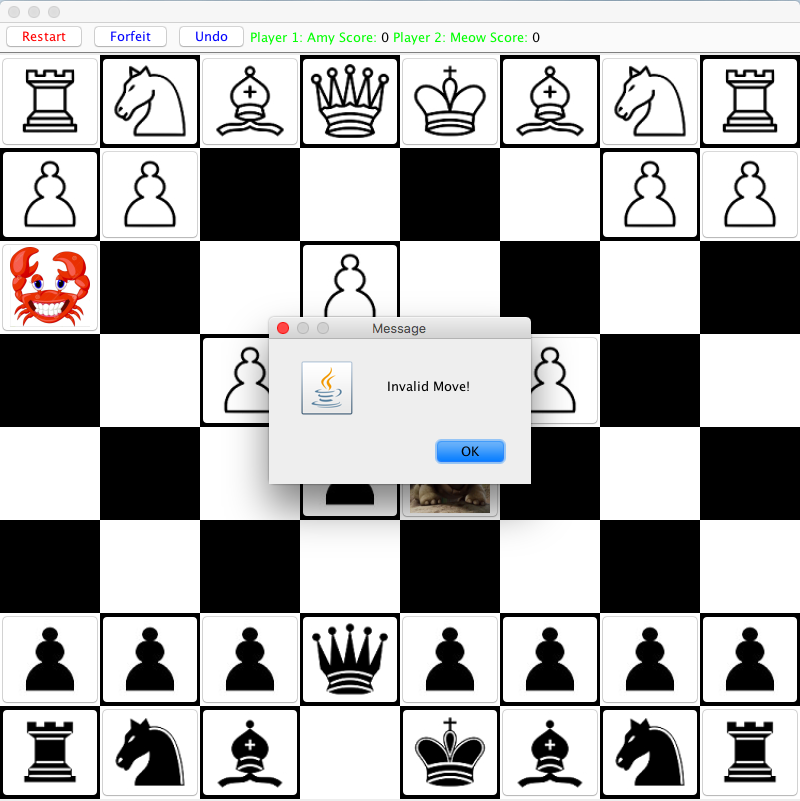 Restart Forfeit Undo Player 1: Amy Score: 0 Player 2: Meow Score: 0
Message
Invalid Move!
OK